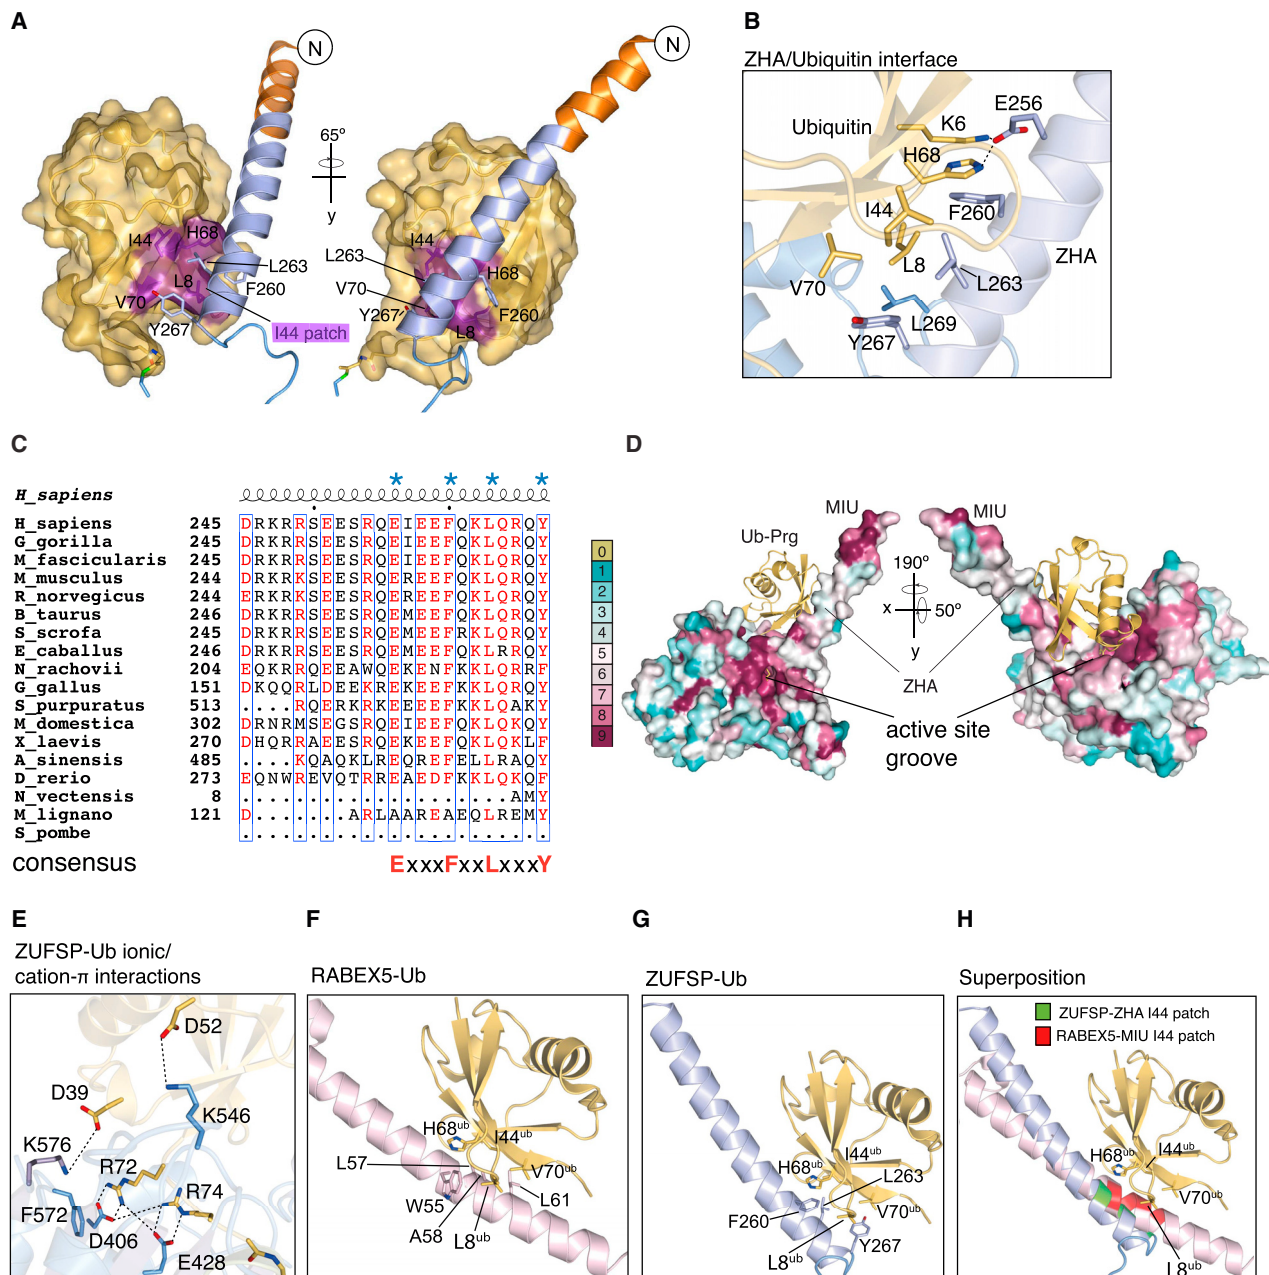 A
N
N
65º
y
I44
H68
L263
L8
F260
V70
Y267
I44 patch
I44
L263
H68
V70
Y267
F260
L8
B
ZHA/Ubiquitin interface
E256
K6
Ubiquitin
H68
I44
F260
L8
ZHA
V70
L263
L269
Y267
C
H_sapiens
H_sapiens 245 DRKRRSEESRQEIEEFQKLQRQY
G_gorilla 245 DRKRRSEESRQEIEEFQKLQRQY
M_fascicularis 245 DRKRRSEESRQEIEEFQKLQRQY
M_musculus 244 DRKRKSEESRQEREEFQKLQRQY
R_norvegicus 244 ERKRRSEESRQEREEFQKLQRQY
B_taurus 246 DRKRRSEESRQEMEEFQKLQRQY
S_scrofa 245 DRKRRSEESRQEMEEFRKLQRQY
E_caballus 246 DRKRRSEESRQEMEEFQKLRRQY
N_rachovii 204 EQKRRQEEAWQEKENFKKLQRRF
G_gallus 151 DKQQRLDEEKREKEEFKKLQRQY
S_purpuratus 513 ....RQERKRKEEEEFKKLQAKY
M_domestica 302 DRNRMSEGSRQEIEEFQKLQKQY
X_laevis 270 DHQRRAEESRQEKEEFQKLQKLF
A_sinensis 485 ....KQAQKLREQREFELLRAQY
D_rerio 273 EQNWREVQTRREAEDFKKLQKQF
N_vectensis 8 ....................AMY
M_lignano 121 D.......ARLAAREAEQLREMY
S_pombe .......................
consensus ExxxFxxLxxxY
D
0
1
2
3
4
5
6
7
8
9
MIU
MIU
Ub-Prg
190º
x
50º
y
ZHA
active site
groove
E
ZUFSP-Ub ionic/
cation-π interactions
D52
D39
K546
K576
R72
R74
F572
D406
E428
F
RABEX5-Ub
H68ᵘᵇ
I44ᵘᵇ
L57
V70ᵘᵇ
W55
L61
A58
L8ᵘᵇ
G
ZUFSP-Ub
H68ᵘᵇ
I44ᵘᵇ
L263
F260
V70ᵘᵇ
L8ᵘᵇ
Y267
H
Superposition
ZUFSP-ZHA I44 patch
RABEX5-MIU I44 patch
H68ᵘᵇ
I44ᵘᵇ
V70ᵘᵇ
L8ᵘᵇ